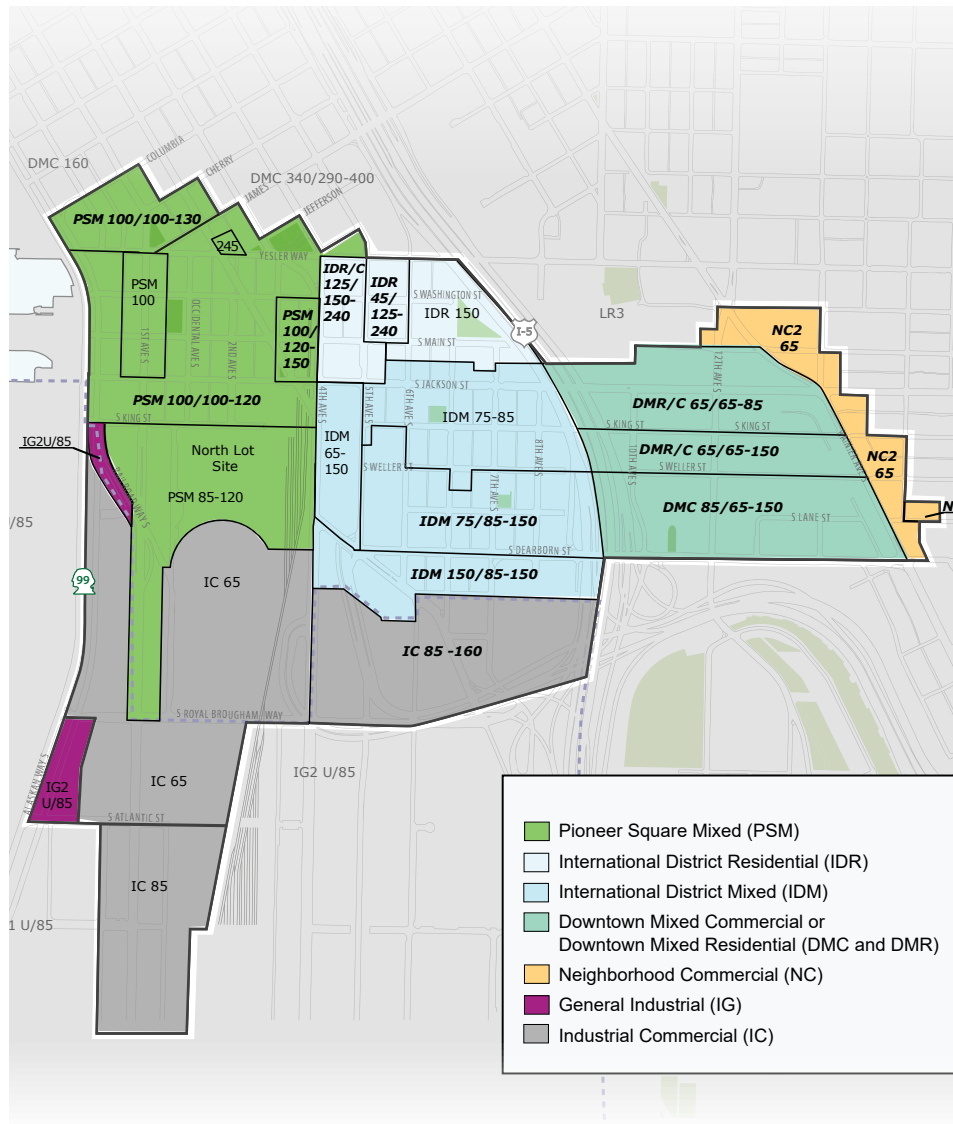 DMC 160
COLUMBIA
CHERRY
JAMES
DMC 340/290-400
JEFFERSON
PSM 100/100-130
245
YESLER WAY
PSM
100
1ST AVE S
OCCIDENTAL AVE S
2ND AVE S
PSM
100/
120-
150
IDR/C
125/
150-
240
IDR
45/
125-
240
S WASHINGTON ST
IDR 150
S MAIN ST
I-5
LR3
NC2
65
12TH AVE S
S JACKSON ST
PSM 100/100-120
S KING ST
4TH AVE S
5TH AVE S
6TH AVE S
IDM 75-85
DMR/C 65/65-85
S KING ST
S KING ST
IG2U/85
North Lot
Site
IDM
65-
150
S WELLER ST
8TH AVE S
10TH AVE S
DMR/C 65/65-150
S WELLER ST
RAINIER AVE S
NC2
65
RAILROAD WAY S
PSM 85-120
7TH AVE S
DMC 85/65-150
S LANE ST
N
/85
IDM 75/85-150
S DEARBORN ST
99
IC 65
IDM 150/85-150
IC 85 -160
S ROYAL BROUGHAM WAY
ALASKAN WAY S
IG2
U/85
IC 65
IG2 U/85
S ATLANTIC ST
IC 85
1 U/85
Pioneer Square Mixed (PSM)
International District Residential (IDR)
International District Mixed (IDM)
Downtown Mixed Commercial or
Downtown Mixed Residential (DMC and DMR)
Neighborhood Commercial (NC)
General Industrial (IG)
Industrial Commercial (IC)